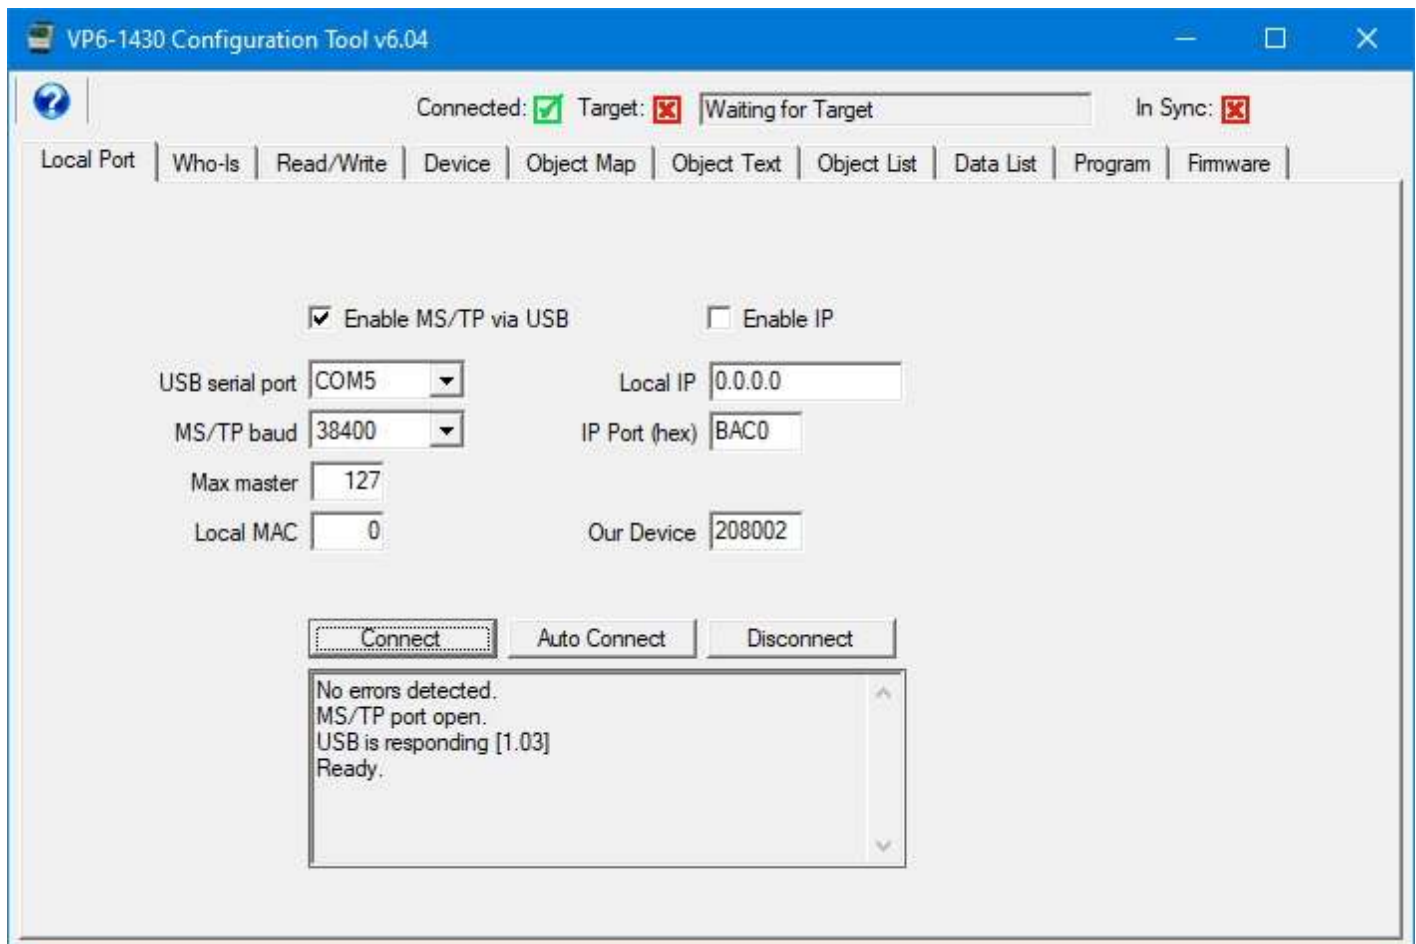 VP6-1430 Configuration Tool v6.04
Connected: Target: Waiting for Target In Sync:
Local Port Who-Is Read/Write Device Object Map Object Text Object List Data List Program Firmware
Enable MS/TP via USB Enable IP
USB serial port COM5 Local IP 0.0.0.0
MS/TP baud 38400 IP Port (hex) BAC0
Max master 127
Local MAC 0 Our Device 208002
Connect Auto Connect Disconnect
No errors detected.
MS/TP port open.
USB is responding [1.03]
Ready.